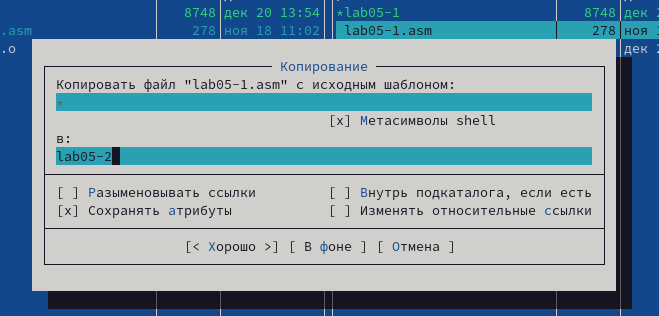 8748 дек 20 13:54 *lab05-1 8748 дек 2
.asm 278 ноя 18 11:02 lab05-1.asm 278 ноя 1
.o дек 2
Копирование
Копировать файл "lab05-1.asm" с исходным шаблоном:
*
[x] Метасимволы shell
в:
lab05-2
[ ] Разыменовывать ссылки [ ] Внутрь подкаталога, если есть
[x] Сохранять атрибуты [ ] Изменять относительные ссылки
[< Хорошо >] [ В фоне ] [ Отмена ]